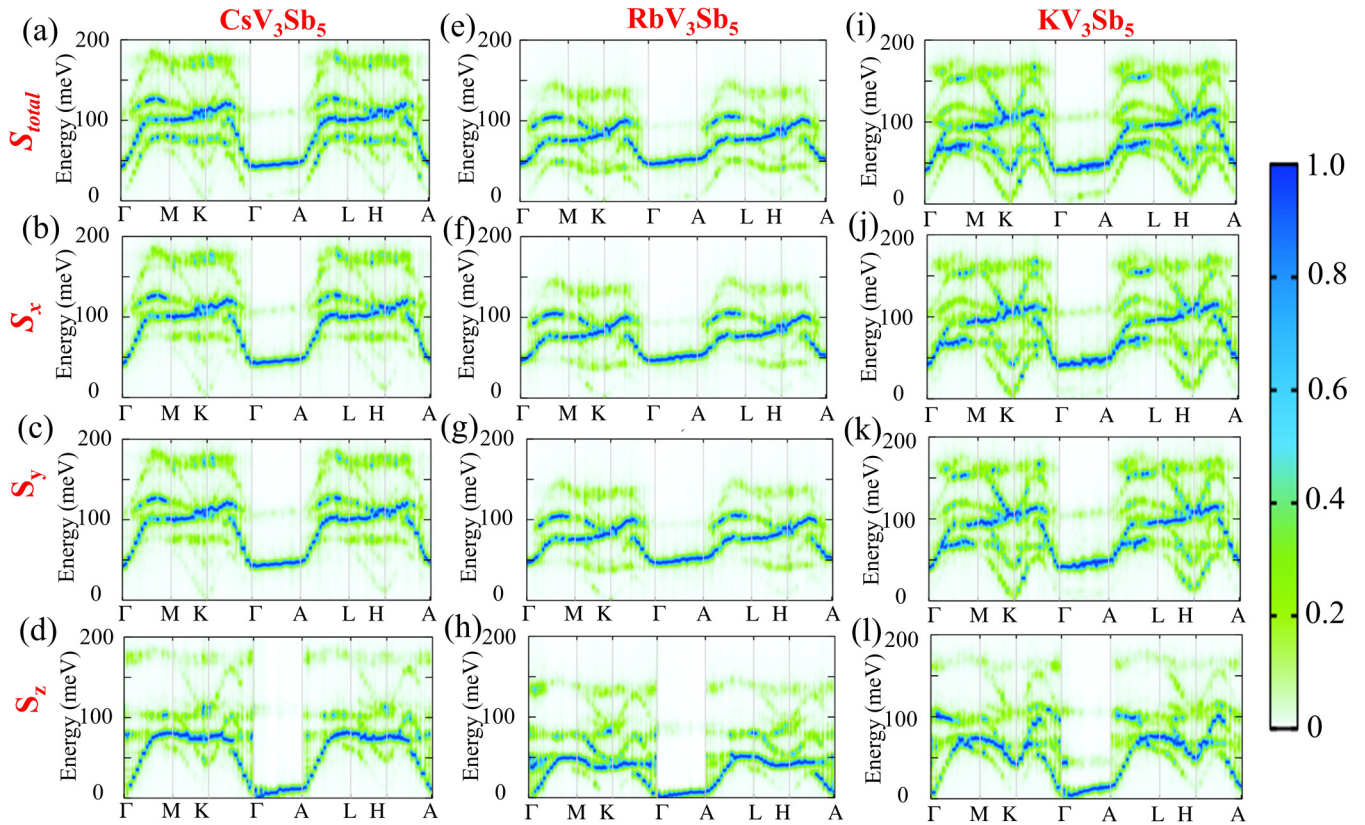 CsV3Sb5 RbV3Sb5 KV3Sb5
(a) (e) (i)
Stotal
Energy (meV) 200 100 0
Γ M K Γ A L H A
Energy (meV) 200 100 0
Γ M K Γ A L H A
Energy (meV) 200 100 0
Γ M K Γ A L H A
(b) (f) (j)
Sx
Energy (meV) 200 100 0
Γ M K Γ A L H A
Energy (meV) 200 100 0
Γ M K Γ A L H A
Energy (meV) 200 100 0
Γ M K Γ A L H A
(c) (g) (k)
Sy
Energy (meV) 200 100 0
Γ M K Γ A L H A
Energy (meV) 200 100 0
Γ M K Γ A L H A
Energy (meV) 200 100 0
Γ M K Γ A L H A
(d) (h) (l)
Sz
Energy (meV) 200 100 0
Γ M K Γ A L H A
Energy (meV) 200 100 0
Γ M K Γ A L H A
Energy (meV) 200 100 0
Γ M K Γ A L H A
1.0
0.8
0.6
0.4
0.2
0